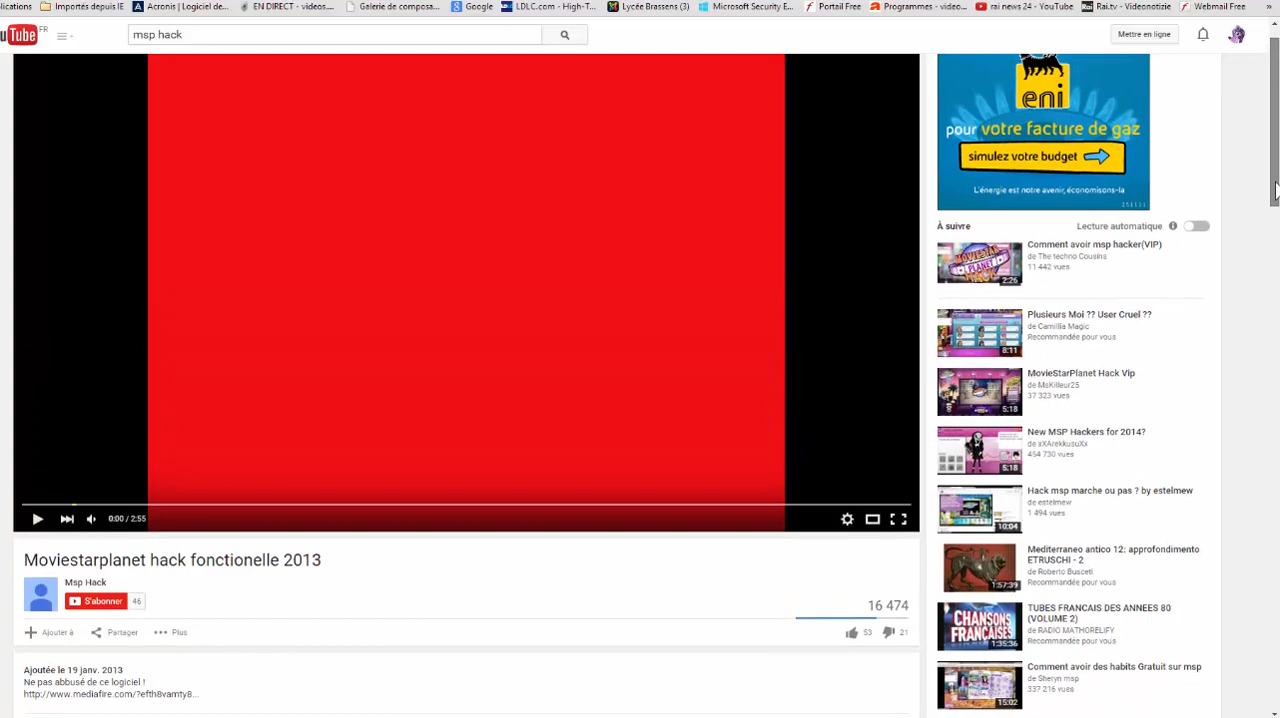 Importés depuis IE
Acronis | Logiciel de
EN DIRECT - videos...
Galerie de compos...
Google
LDLC.com - High-T...
Lycée Brassens (3)
Microsoft Security E...
Portail Free
Programmes - video...
rai news 24 - YouTube
Raitv - Videonotizie
Webmail Free
Tube FR
msp hack
Mettre en ligne
eni
pour votre facture de gaz
simulez votre budget
L'énergie est notre avenir, économisons-la
À suivre
Lecture automatique
Comment avoir msp hacker(VIP)
de The techno Cousins
11 442 vues
MOVIESTAR PLANET HACK
2:26
Plusieurs Moi ?? User Cruel ??
de Camillia Magic
Recommandée pour vous
8:11
MovieStarPlanet Hack Vip
de MsKilleur25
37 323 vues
5:18
New MSP Hackers for 2014?
de xXArekkusuXx
454 730 vues
5:18
Hack msp marche ou pas ? by estelmew
de estelmew
1 494 vues
10:04
Mediterraneo antico 12: approfondimento
ETRUSCHI - 2
de Roberto Busceti
Recommandée pour vous
1:57:39
TUBES FRANCAIS DES ANNEES 80
(VOLUME 2)
de RADIO MATHORELIFY
Recommandée pour vous
CHANSONS
FRANÇAISES
1:35:36
Comment avoir des habits Gratuit sur msp
de Sheryn msp
337 216 vues
15:02
0:00 / 2:55
Moviestarplanet hack fonctionelle 2013
Msp Hack
S'abonner 46
16 474
Ajouter à
Partager
Plus
53
21
Ajoutée le 19 janv. 2013
Ne pas abbusé de ce logiciel !
http://www.mediafire.com/?efth8vamty8...